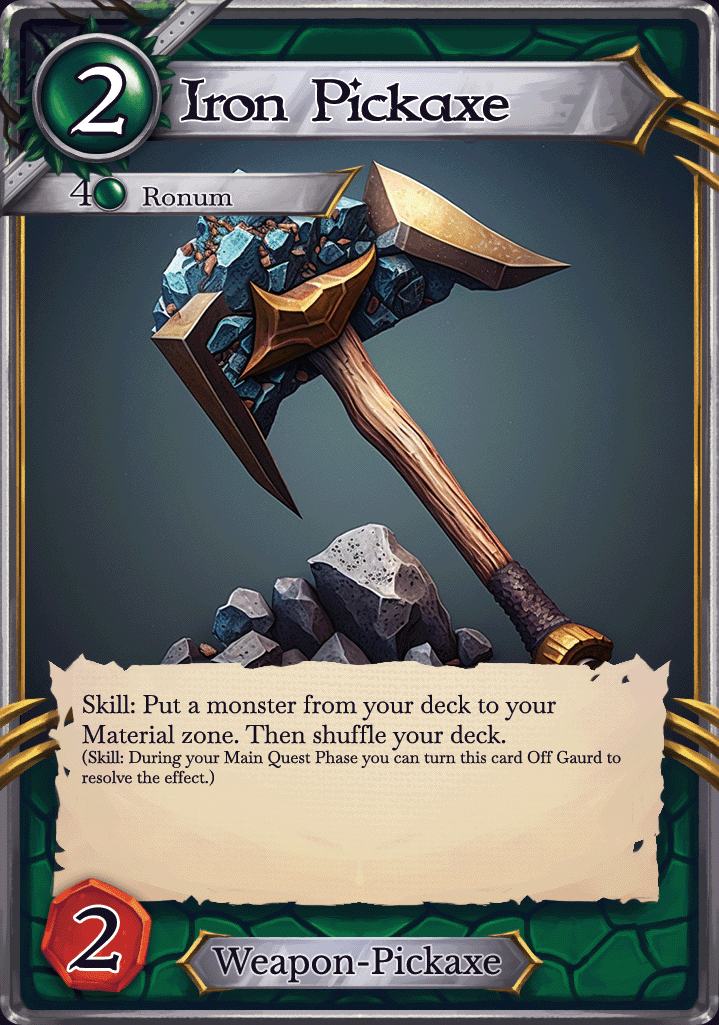 2
Iron Pickaxe
4 Ronum
Skill: Put a monster from your deck to your
Material zone. Then shuffle your deck.
(Skill: During your Main Quest Phase you can turn this card Off Gaurd to
resolve the effect.)
2
Weapon-Pickaxe